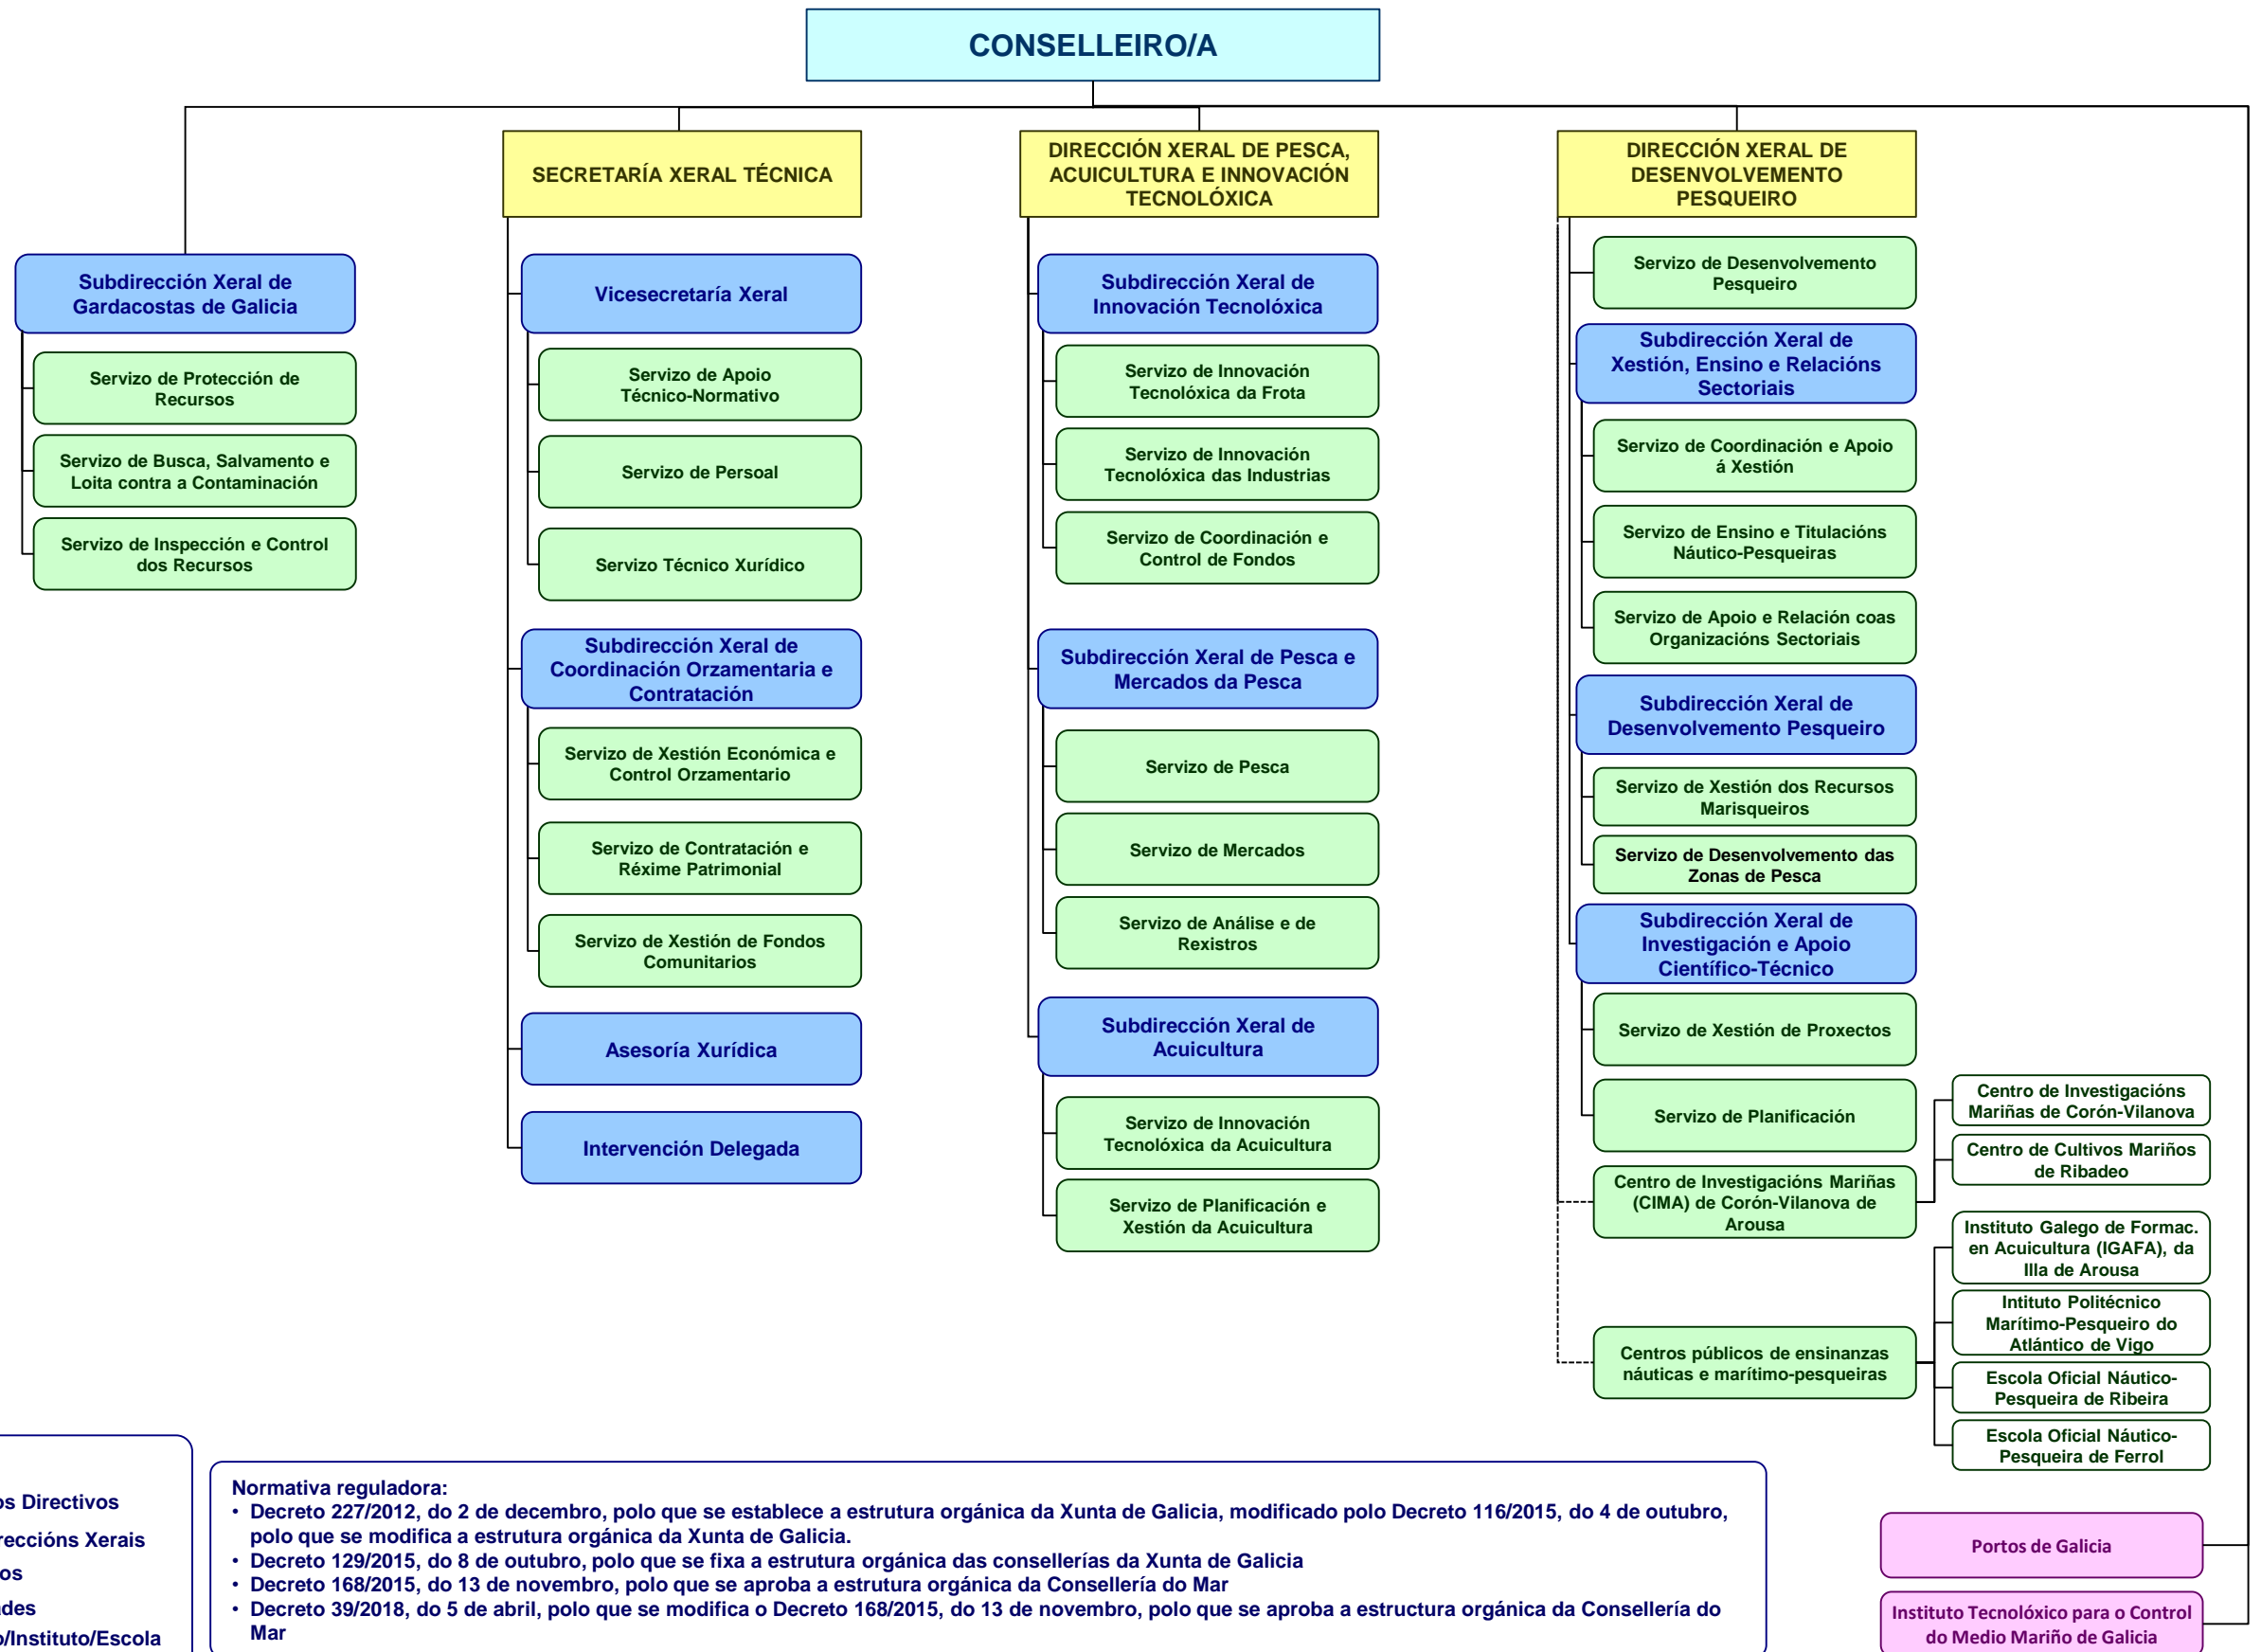 CONSELLEIRO/A
Subdirección Xeral de
Gardacostas de Galicia
Servizo de Protección de
Recursos
Servizo de Busca, Salvamento e
Loita contra a Contaminación
Servizo de Inspección e Control
dos Recursos
SECRETARÍA XERAL TÉCNICA
Vicesecretaría Xeral
Servizo de Apoio
Técnico-Normativo
Servizo de Persoal
Servizo Técnico Xurídico
Subdirección Xeral de
Coordinación Orzamentaria e
Contratación
Servizo de Xestión Económica e
Control Orzamentario
Servizo de Contratación e
Réxime Patrimonial
Servizo de Xestión de Fondos
Comunitarios
Asesoría Xurídica
Intervención Delegada
DIRECCIÓN XERAL DE PESCA,
ACUICULTURA E INNOVACIÓN
TECNOLÓXICA
Subdirección Xeral de
Innovación Tecnolóxica
Servizo de Innovación
Tecnolóxica da Frota
Servizo de Innovación
Tecnolóxica das Industrias
Servizo de Coordinación e
Control de Fondos
Subdirección Xeral de Pesca e
Mercados da Pesca
Servizo de Pesca
Servizo de Mercados
Servizo de Análise e de
Rexistros
Subdirección Xeral de
Acuicultura
Servizo de Innovación
Tecnolóxica da Acuicultura
Servizo de Planificación e
Xestión da Acuicultura
DIRECCIÓN XERAL DE
DESENVOLVEMENTO
PESQUEIRO
Servizo de Desenvolvemento
Pesqueiro
Subdirección Xeral de
Xestión, Ensino e Relacións
Sectoriais
Servizo de Coordinación e Apoio
á Xestión
Servizo de Ensino e Titulacións
Náutico-Pesqueiras
Servizo de Apoio e Relación coas
Organizacións Sectoriais
Subdirección Xeral de
Desenvolvemento Pesqueiro
Servizo de Xestión dos Recursos
Marisqueiros
Servizo de Desenvolvemento das
Zonas de Pesca
Subdirección Xeral de
Investigación e Apoio
Científico-Técnico
Servizo de Xestión de Proxectos
Servizo de Planificación
Centro de Investigacións Mariñas
(CIMA) de Corón-Vilanova de
Arousa
Centro de Investigacións
Mariñas de Corón-Vilanova
Centro de Cultivos Mariños
de Ribadeo
Centros públicos de ensinanzas
náuticas e marítimo-pesqueiras
Instituto Galego de Formac.
en Acuicultura (IGAFA), da
Illa de Arousa
Intituto Politécnico
Marítimo-Pesqueiro do
Atlántico de Vigo
Escola Oficial Náutico-
Pesqueira de Ribeira
Escola Oficial Náutico-
Pesqueira de Ferrol
Portos de Galicia
Instituto Tecnolóxico para o Control
do Medio Mariño de Galicia
os Directivos
reccións Xerais
os
ades
o/Instituto/Escola
Normativa reguladora:
• Decreto 227/2012, do 2 de decembro, polo que se establece a estrutura orgánica da Xunta de Galicia, modificado polo Decreto 116/2015, do 4 de outubro,
polo que se modifica a estrutura orgánica da Xunta de Galicia.
• Decreto 129/2015, do 8 de outubro, polo que se fixa a estrutura orgánica das consellerías da Xunta de Galicia
• Decreto 168/2015, do 13 de novembro, polo que se aproba a estrutura orgánica da Consellería do Mar
• Decreto 39/2018, do 5 de abril, polo que se modifica o Decreto 168/2015, do 13 de novembro, polo que se aproba a estructura orgánica da Consellería do
Mar